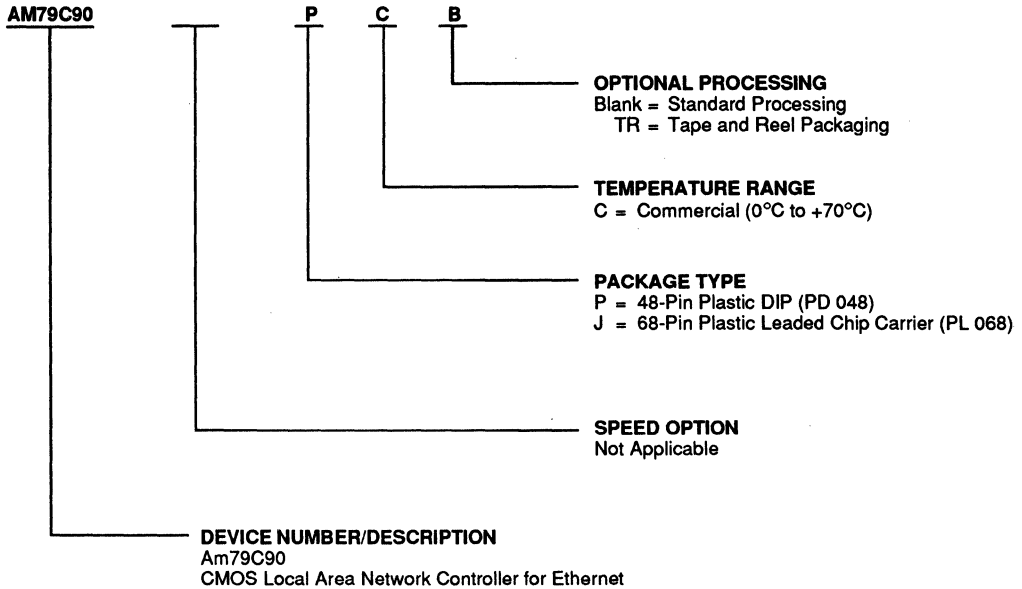 AM79C90 P C B
OPTIONAL PROCESSING
Blank = Standard Processing
TR = Tape and Reel Packaging
TEMPERATURE RANGE
C = Commercial (0°C to +70°C)
PACKAGE TYPE
P = 48-Pin Plastic DIP (PD 048)
J = 68-Pin Plastic Leaded Chip Carrier (PL 068)
SPEED OPTION
Not Applicable
DEVICE NUMBER/DESCRIPTION
Am79C90
CMOS Local Area Network Controller for Ethernet